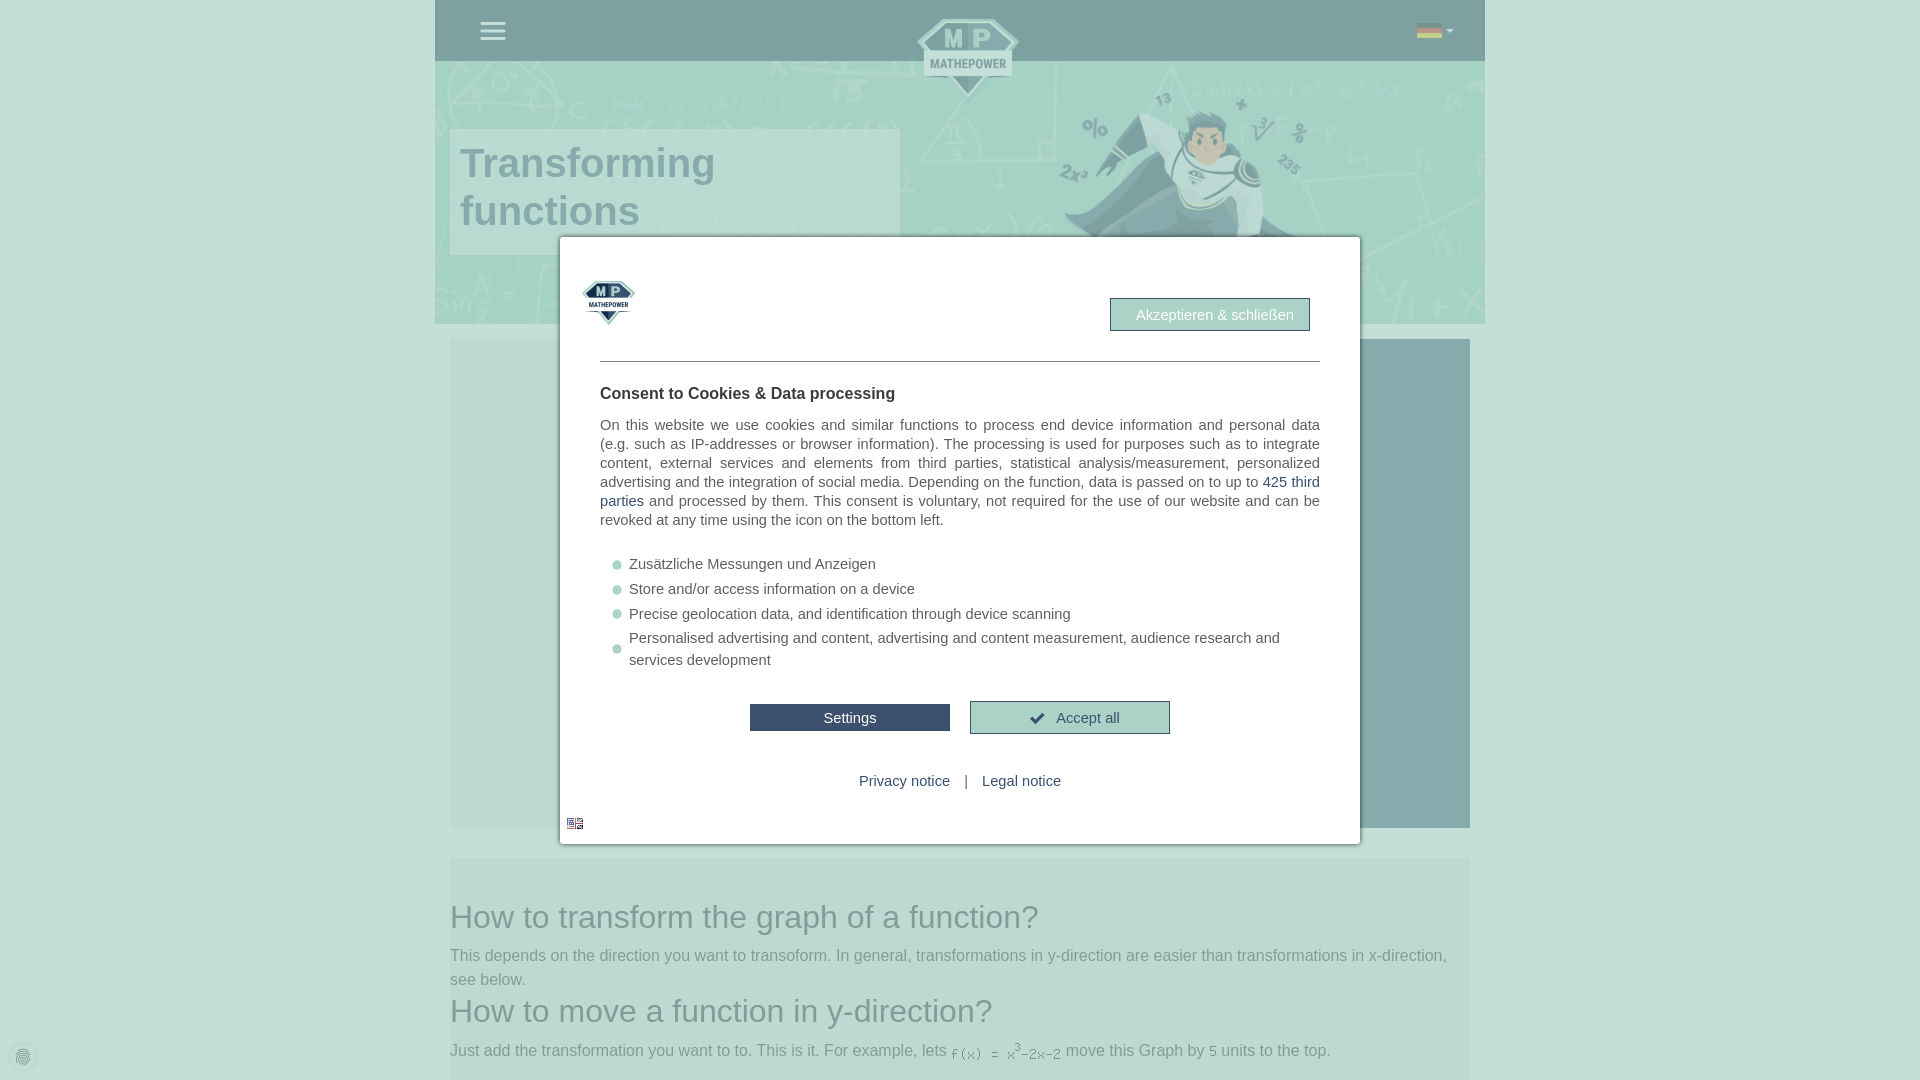 MP
MATHEPOWER
Transforming
functions
%
13
2x³
235
MP
MATHEPOWER
Akzeptieren & schließen
Consent to Cookies & Data processing
On this website we use cookies and similar functions to process end device information and personal data
(e.g. such as IP-addresses or browser information). The processing is used for purposes such as to integrate
content, external services and elements from third parties, statistical analysis/measurement, personalized
advertising and the integration of social media. Depending on the function, data is passed on to up to 425 third
parties and processed by them. This consent is voluntary, not required for the use of our website and can be
revoked at any time using the icon on the bottom left.
Zusätzliche Messungen und Anzeigen
Store and/or access information on a device
Precise geolocation data, and identification through device scanning
Personalised advertising and content, advertising and content measurement, audience research and
services development
Settings
Accept all
Privacy notice | Legal notice
How to transform the graph of a function?
This depends on the direction you want to transoform. In general, transformations in y-direction are easier than transformations in x-direction,
see below.
How to move a function in y-direction?
Just add the transformation you want to to. This is it. For example, lets f(x) = x³-2x-2 move this Graph by 5 units to the top.